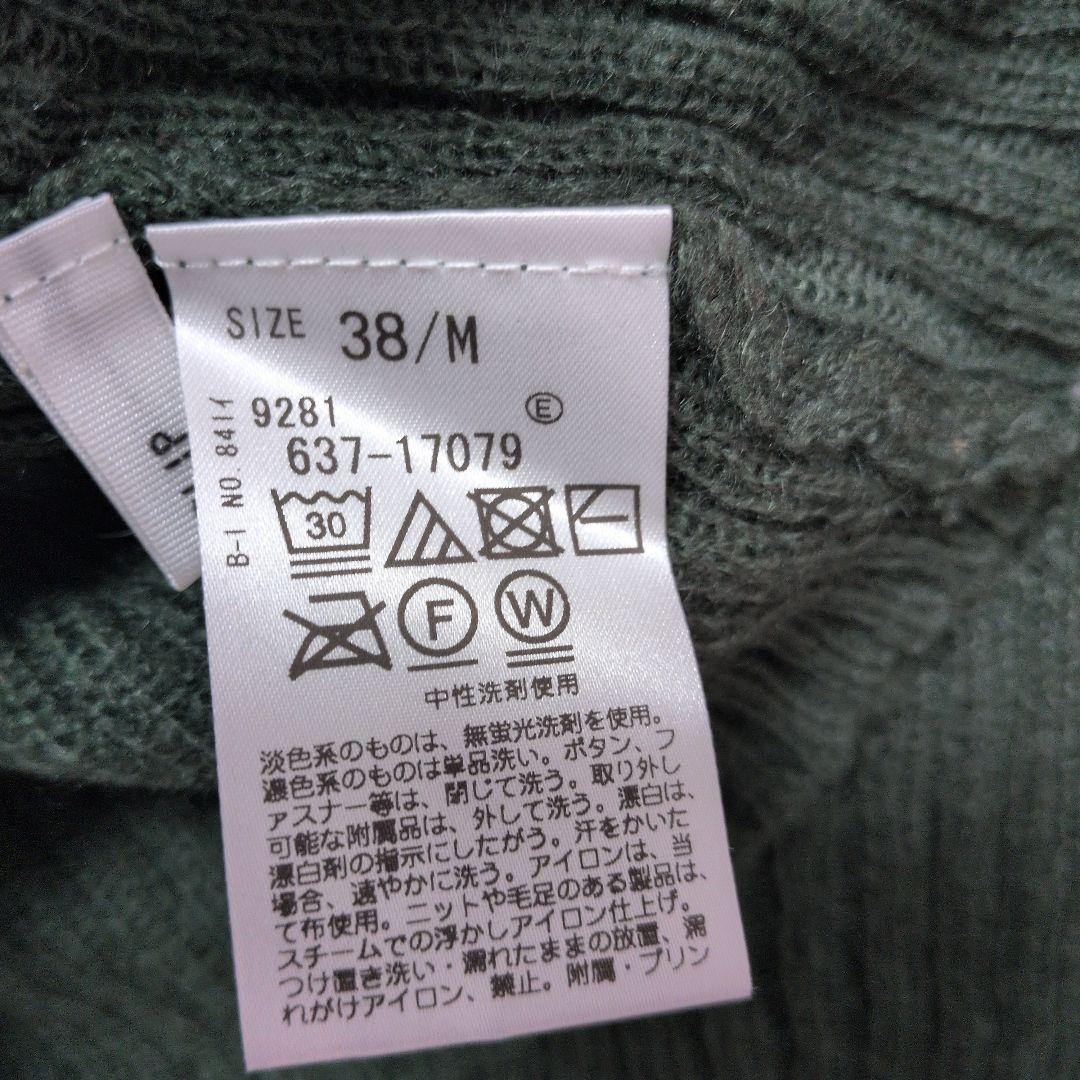 SIZE 38/M
9281 Ⓔ
637-17079
B-I NO.841イ
30
F W
中性洗剤使用
淡色系のものは、無蛍光洗剤を使用。
濃色系のものは単品洗い。ボタン、フ
ァスナー等は、閉じて洗う。取り外し
可能な附属品は、外して洗う。漂白は、
漂白剤の指示にしたがう。汗をかいた
場合、速やかに洗う。アイロンは、当
て布使用。ニットや毛足のある製品は、
スチームでの浮かしアイロン仕上げ。
つけ置き洗い・濡れたままの放置、濡
れがけアイロン、禁止。附属・プリン